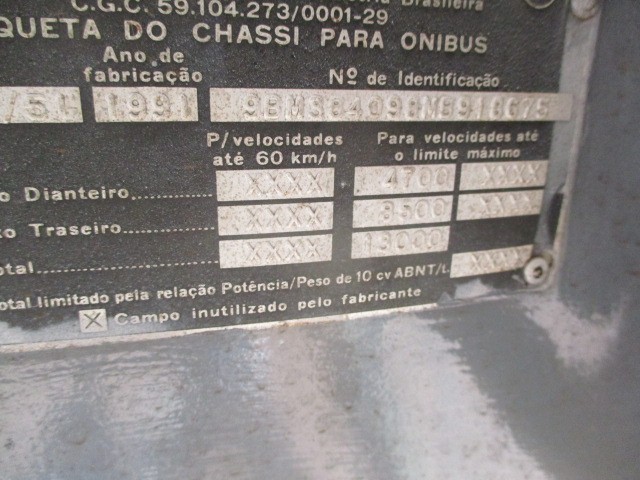 Brasileira
C.G.C. 59.104.273/0001-29
QUETA DO CHASSI PARA ONIBUS
Ano de fabricação
Nº de Identificação
/51 1991
P/velocidades até 60 km/h
Para velocidades até o limite máximo
o Dianteiro XXXX 4700 XXXX
o Traseiro XXXX 8500 XXXX
otal XXXX 13000 XXXX
otal limitado pela relação Potência/Peso de 10 cv ABNT/t.
X Campo inutilizado pelo fabricante